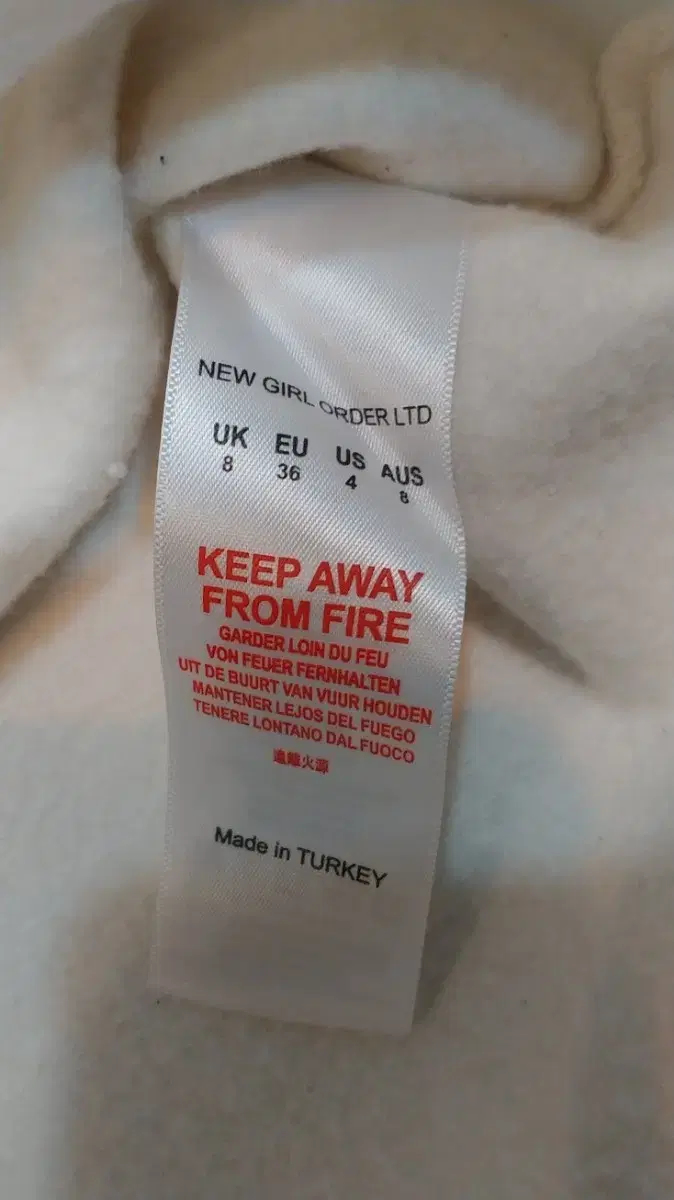 NEW GIRL ORDER LTD
UK EU US AUS
8 36 4 8
KEEP AWAY
FROM FIRE
GARDER LOIN DU FEU
VON FEUER FERNHALTEN
UIT DE BUURT VAN VUUR HOUDEN
MANTENER LEJOS DEL FUEGO
TENERE LONTANO DAL FUOCO
遠離火源
Made in TURKEY